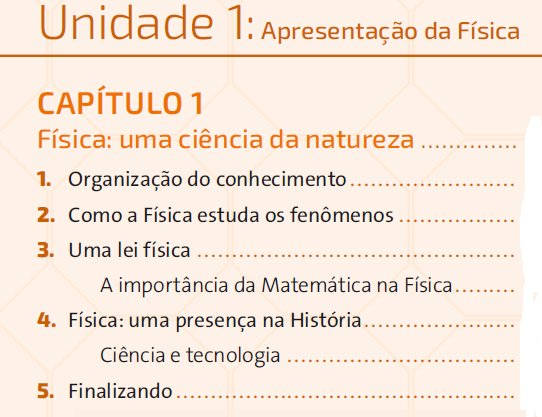 Unidade 1: Apresentação da Física
CAPÍTULO 1
Física: uma ciência da natureza ..............
1. Organização do conhecimento ........................
2. Como a Física estuda os fenômenos .................
3. Uma lei física ..............................................
A importância da Matemática na Física.........
4. Física: uma presença na História......................
Ciência e tecnologia .................................
5. Finalizando .................................................